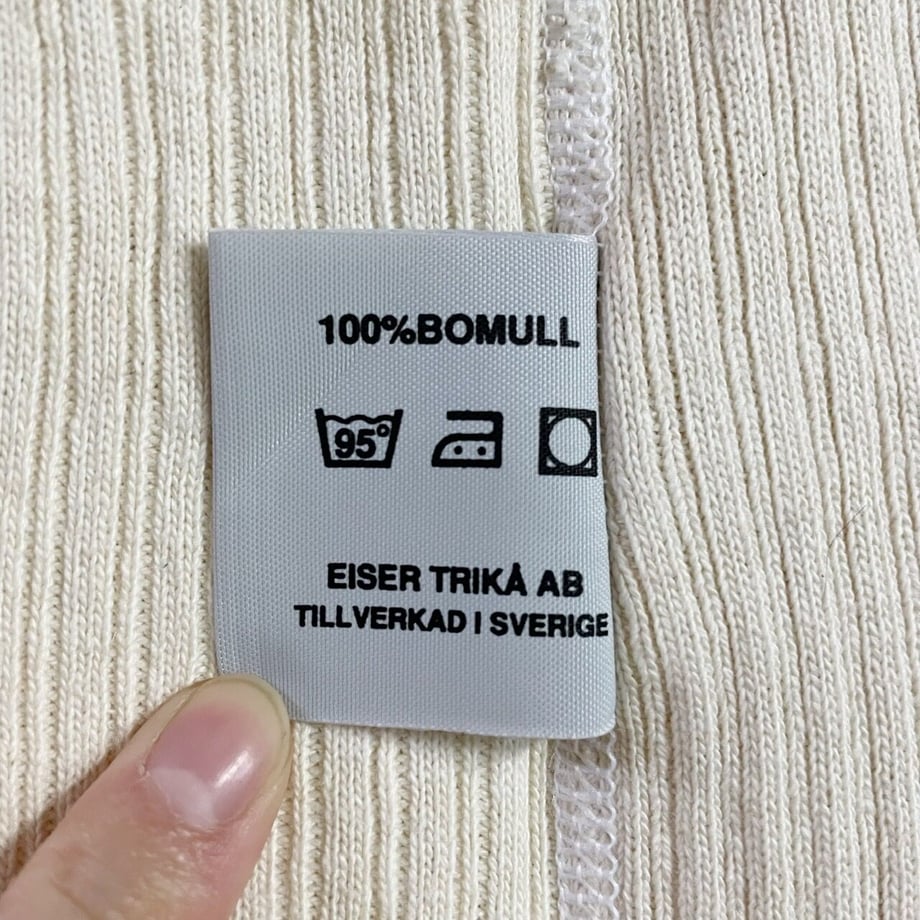 100%BOMULL
95°
EISER TRIKÅ AB
TILLVERKAD I SVERIGE